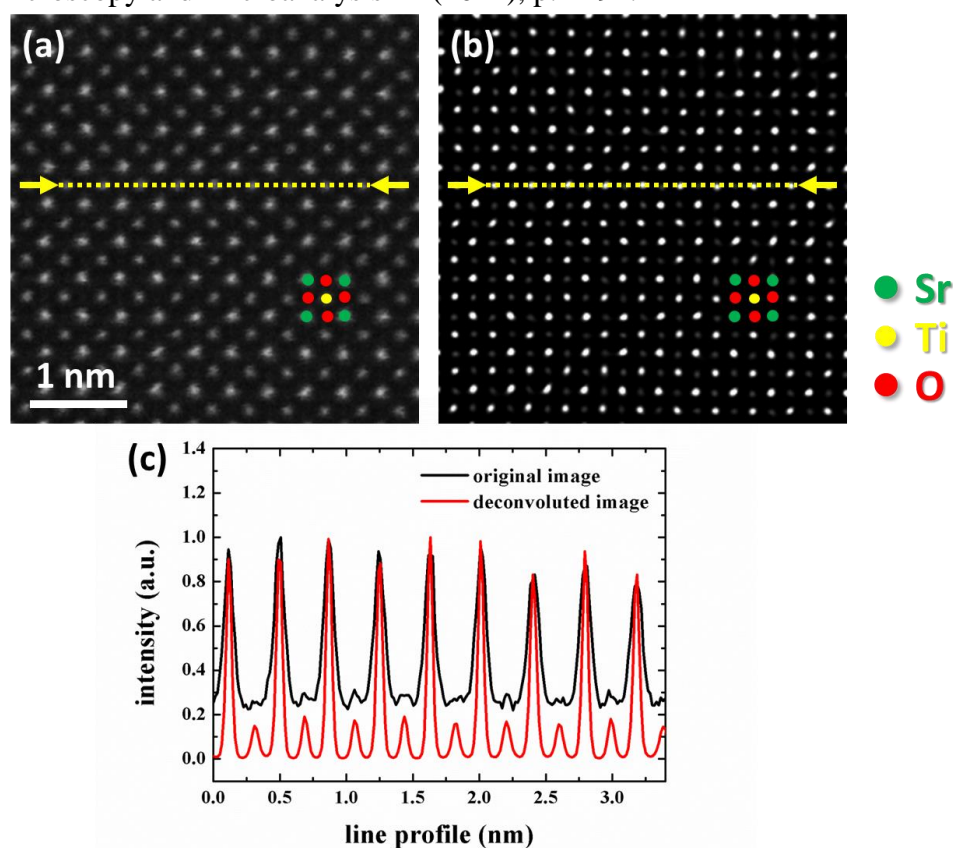 (a)
(b)
1 nm
Sr
Ti
O
(c)
original image
deconvoluted image
intensity (a.u.)
1.4
1.2
1.0
0.8
0.6
0.4
0.2
0.0
0.0 0.5 1.0 1.5 2.0 2.5 3.0
line profile (nm)